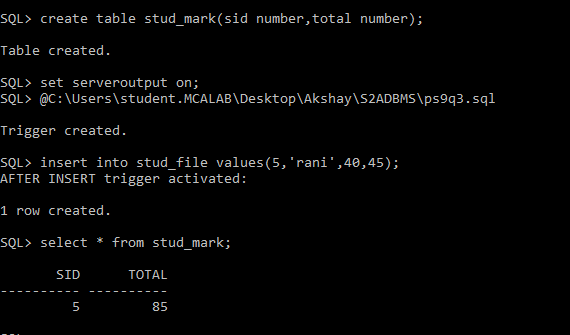 SQL> create table stud_mark(sid number,total number);
Table created.
SQL> set serveroutput on;
SQL> @C:\Users\student.MCALAB\Desktop\Akshay\S2ADBMS\ps9q3.sql
Trigger created.
SQL> insert into stud_file values(5,'rani',40,45);
AFTER INSERT trigger activated:
1 row created.
SQL> select * from stud_mark;
SID TOTAL
---------- ----------
5 85